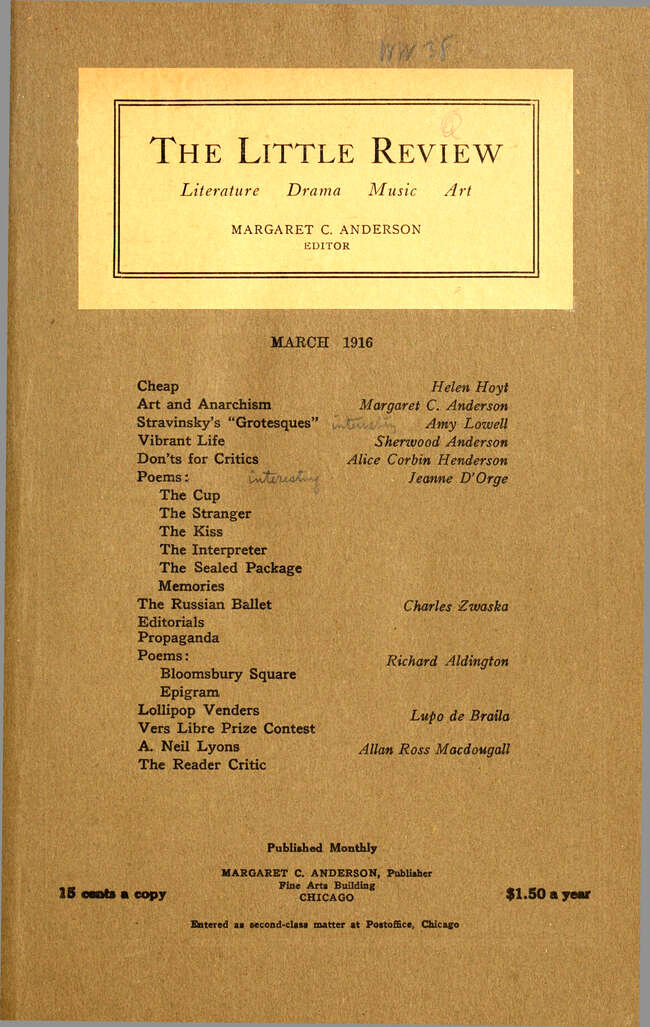 THE LITTLE REVIEW
Literature Drama Music Art
MARGARET C. ANDERSON
EDITOR
MARCH 1916
Cheap Helen Hoyt
Art and Anarchism Margaret C. Anderson
Stravinsky's "Grotesques" interesting Amy Lowell
Vibrant Life Sherwood Anderson
Don'ts for Critics Alice Corbin Henderson
Poems: interesting Jeanne D'Orge
The Cup
The Stranger
The Kiss
The Interpreter
The Sealed Package
Memories
The Russian Ballet Charles Zwaska
Editorials
Propaganda
Poems: Richard Aldington
Bloomsbury Square
Epigram
Lollipop Venders Lupo de Braila
Vers Libre Prize Contest
A. Neil Lyons Allan Ross Macdougall
The Reader Critic
Published Monthly
MARGARET C. ANDERSON, Publisher
Fine Arts Building
CHICAGO
15 cents a copy
$1.50 a year
Entered as second-class matter at Postoffice, Chicago